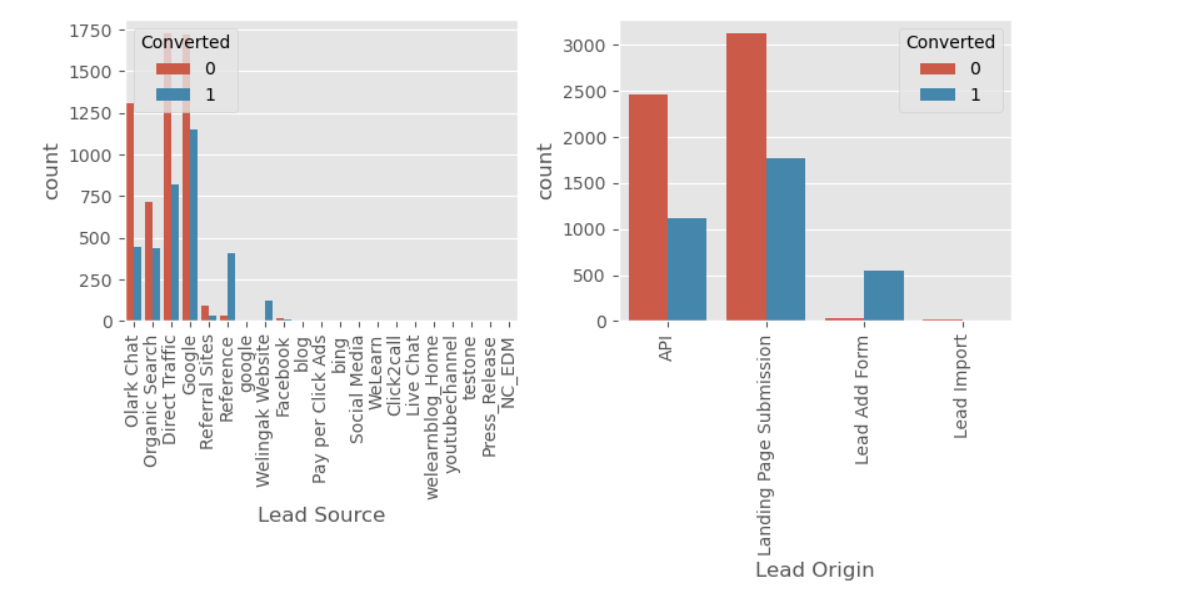 1750
1500
1250
1000
750
500
250
0
count
Converted
0
1
Olark Chat
Organic Search
Direct Traffic
Google
Referral Sites
Reference
google
Welingak Website
Facebook
blog
Pay per Click Ads
bing
Social Media
WeLearn
Click2call
Live Chat
welearnblog_Home
youtubechannel
testone
Press_Release
NC_EDM
Lead Source
3000
2500
2000
1500
1000
500
0
count
Converted
0
1
API
Landing Page Submission
Lead Add Form
Lead Import
Lead Origin